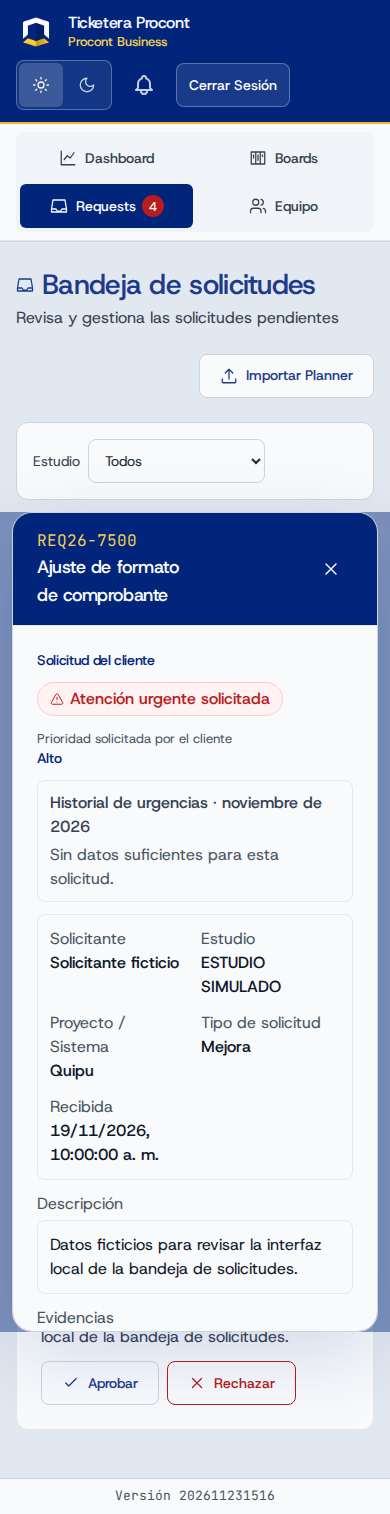 Ticketera Procont
Procont Business
Cerrar Sesión
Dashboard
Boards
Requests 4
Equipo
Bandeja de solicitudes
Revisa y gestiona las solicitudes pendientes
Importar Planner
Estudio Todos
REQ26-7500
Ajuste de formato
de comprobante
Solicitud del cliente
Atención urgente solicitada
Prioridad solicitada por el cliente
Alto
Historial de urgencias · noviembre de
2026
Sin datos suficientes para esta
solicitud.
Solicitante
Solicitante ficticio
Estudio
ESTUDIO
SIMULADO
Proyecto /
Sistema
Quipu
Tipo de solicitud
Mejora
Recibida
19/11/2026,
10:00:00 a. m.
Descripción
Datos ficticios para revisar la interfaz
local de la bandeja de solicitudes.
Evidencias
local de la bandeja de solicitudes.
Aprobar
Rechazar
Versión 202611231516